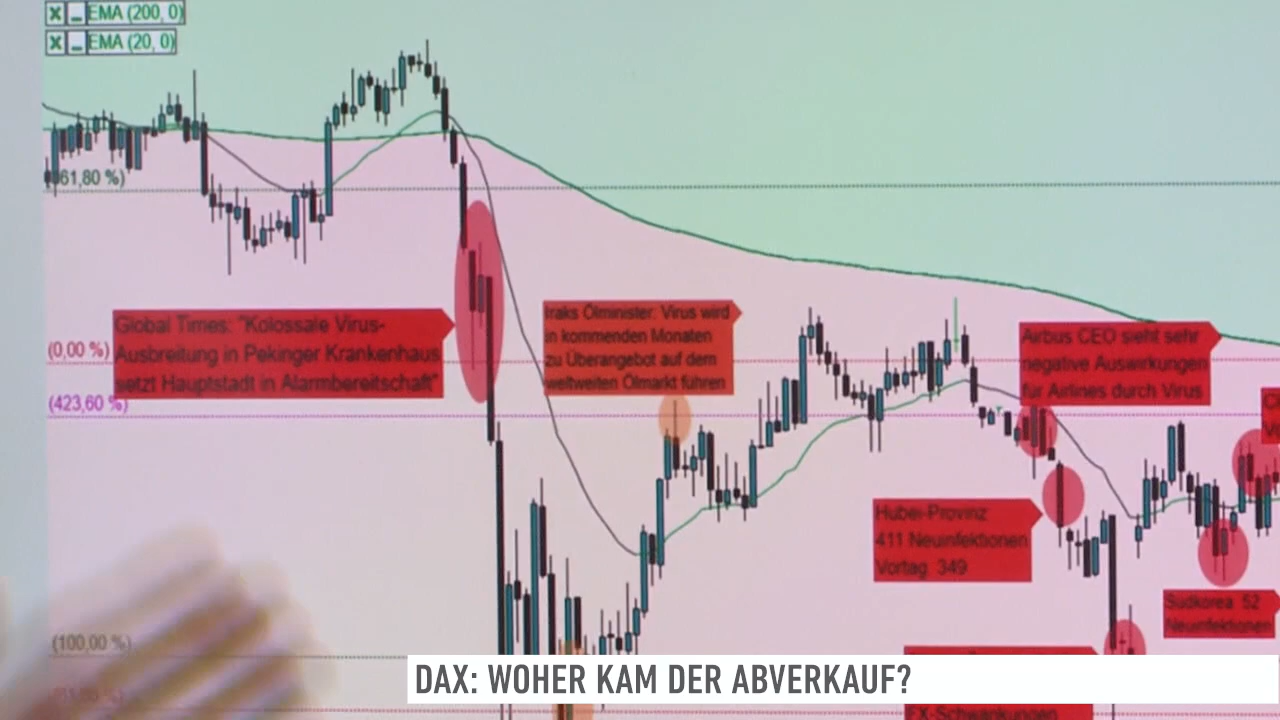 EMA (200, 0)
EMA (20, 0)
(61,80 %)
Global Times: "Kolossale Virus-
Ausbreitung in Pekinger Krankenhaus
setzt Hauptstadt in Alarmbereitschaft"
Iraks Ölminister: Virus wird
in kommenden Monaten
zu Überangebot auf dem
weltweiten Ölmarkt führen
Airbus CEO sieht sehr
negative Auswirkungen
für Airlines durch Virus
(0,00 %)
(423,60 %)
Hubei-Provinz
411 Neuinfektionen
Vortag: 349
Südkorea: 52
Neuinfektionen
(100,00 %)
DAX: WOHER KAM DER ABVERKAUF?
FX-Schwankungen